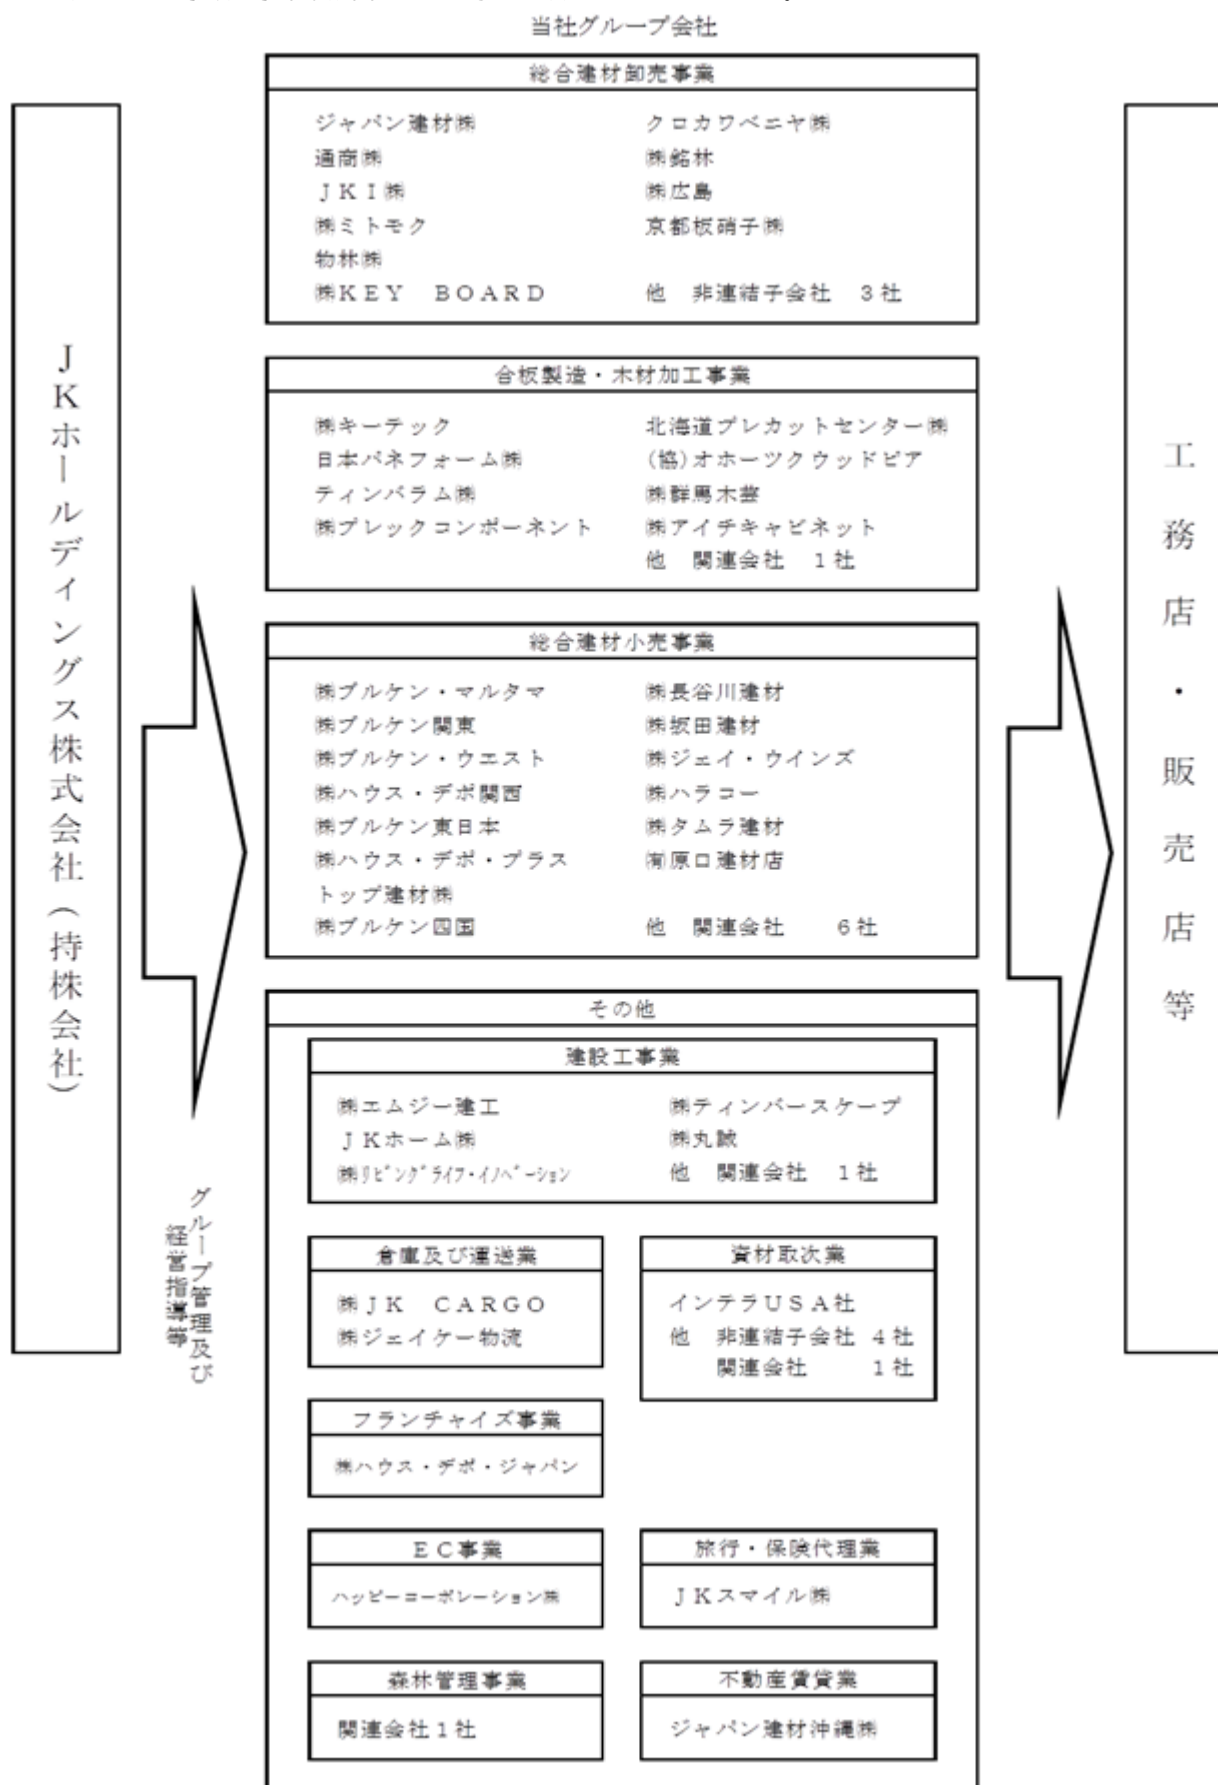 当社グループ会社
JKホールディングス株式会社(持株会社)
グループ管理及び
経営指導等
総合建材卸売事業
ジャパン建材㈱ クロカワベニヤ㈱
通商㈱ ㈱銘林
JKI㈱ ㈱広島
㈱ミトモク 京都板硝子㈱
物林㈱
㈱KEY BOARD 他 非連結子会社 3社
合板製造・木材加工事業
㈱キーテック 北海道プレカットセンター㈱
日本パネフォーム㈱ (協)オホーツクウッドピア
ティンバラム㈱ ㈱群馬木芸
㈱プレックコンポーネント ㈱アイチキャビネット
他 関連会社 1社
総合建材小売事業
㈱ブルケン・マルタマ ㈱長谷川建材
㈱ブルケン関東 ㈱坂田建材
㈱ブルケン・ウエスト ㈱ジェイ・ウインズ
㈱ハウス・デポ関西 ㈱ハラコー
㈱ブルケン東日本 ㈱タムラ建材
㈱ハウス・デポ・プラス ㈲原口建材店
トップ建材㈱
㈱ブルケン四国 他 関連会社 6社
その他
建設工事業
㈱エムジー建工 ㈱ティンバースケープ
JKホーム㈱ ㈱丸誠
㈱リビングライフ・イノベーション 他 関連会社 1社
倉庫及び運送業
㈱JK CARGO
㈱ジェイケー物流
資材取次業
インテラUSA社
他 非連結子会社 4社
関連会社 1社
フランチャイズ事業
㈱ハウス・デポ・ジャパン
EC事業
ハッピーコーポレーション㈱
旅行・保険代理業
JKスマイル㈱
森林管理事業
関連会社1社
不動産賃貸業
ジャパン建材沖縄㈱
工務店・販売店等